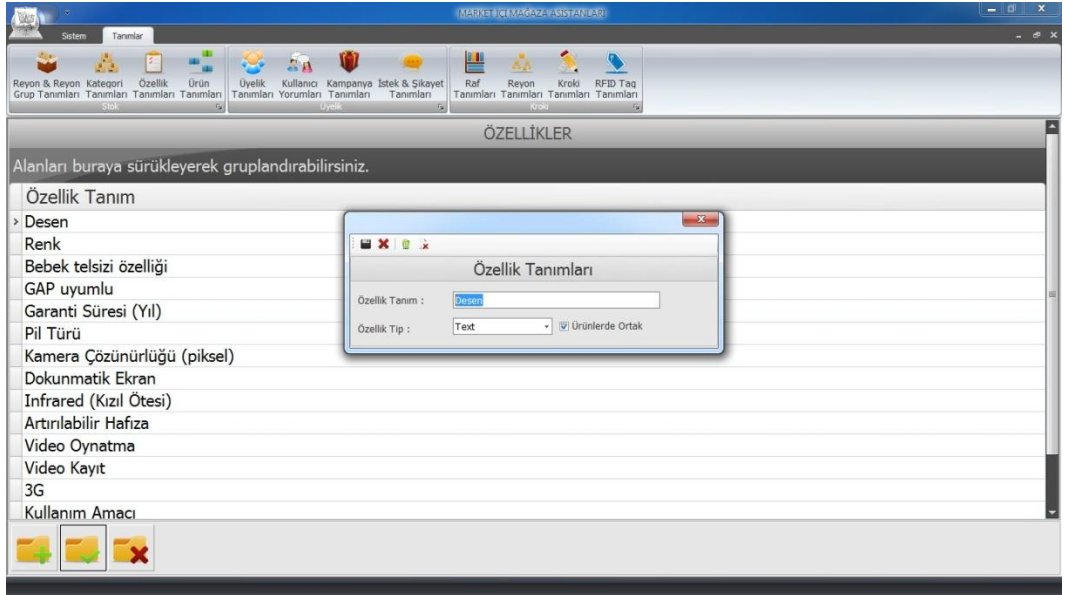 MARKET İÇİ MAĞAZA ASİSTANLARI
Sistem Tanımlar
Reyon & Reyon Kategori Özellik Ürün Üyelik Kullanıcı Kampanya İstek & Şikayet Raf Reyon Kroki RFID Tag
Grup Tanımları Tanımları Tanımları Tanımları Tanımları Yorumları Tanımları Tanımları Tanımları Tanımları Tanımları Tanımları
Stok Üyelik Kroki
ÖZELLİKLER
Alanları buraya sürükleyerek gruplandırabilirsiniz.
Özellik Tanım
Desen
Renk
Bebek telsizi özelliği
GAP uyumlu
Garanti Süresi (Yıl)
Pil Türü
Kamera Çözünürlüğü (piksel)
Dokunmatik Ekran
Infrared (Kızıl Ötesi)
Artırılabilir Hafıza
Video Oynatma
Video Kayıt
3G
Kullanım Amacı
Özellik Tanımları
Özellik Tanım : Desen
Özellik Tip : Text Ürünlerde Ortak